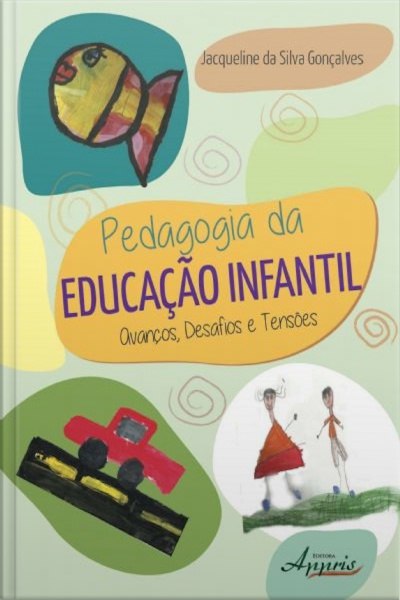 Jacqueline da Silva Gonçalves
Pedagogia da
EDUCAÇÃO INFANTIL
Avanços, Desafios e Tensões
EDITORA
Appris